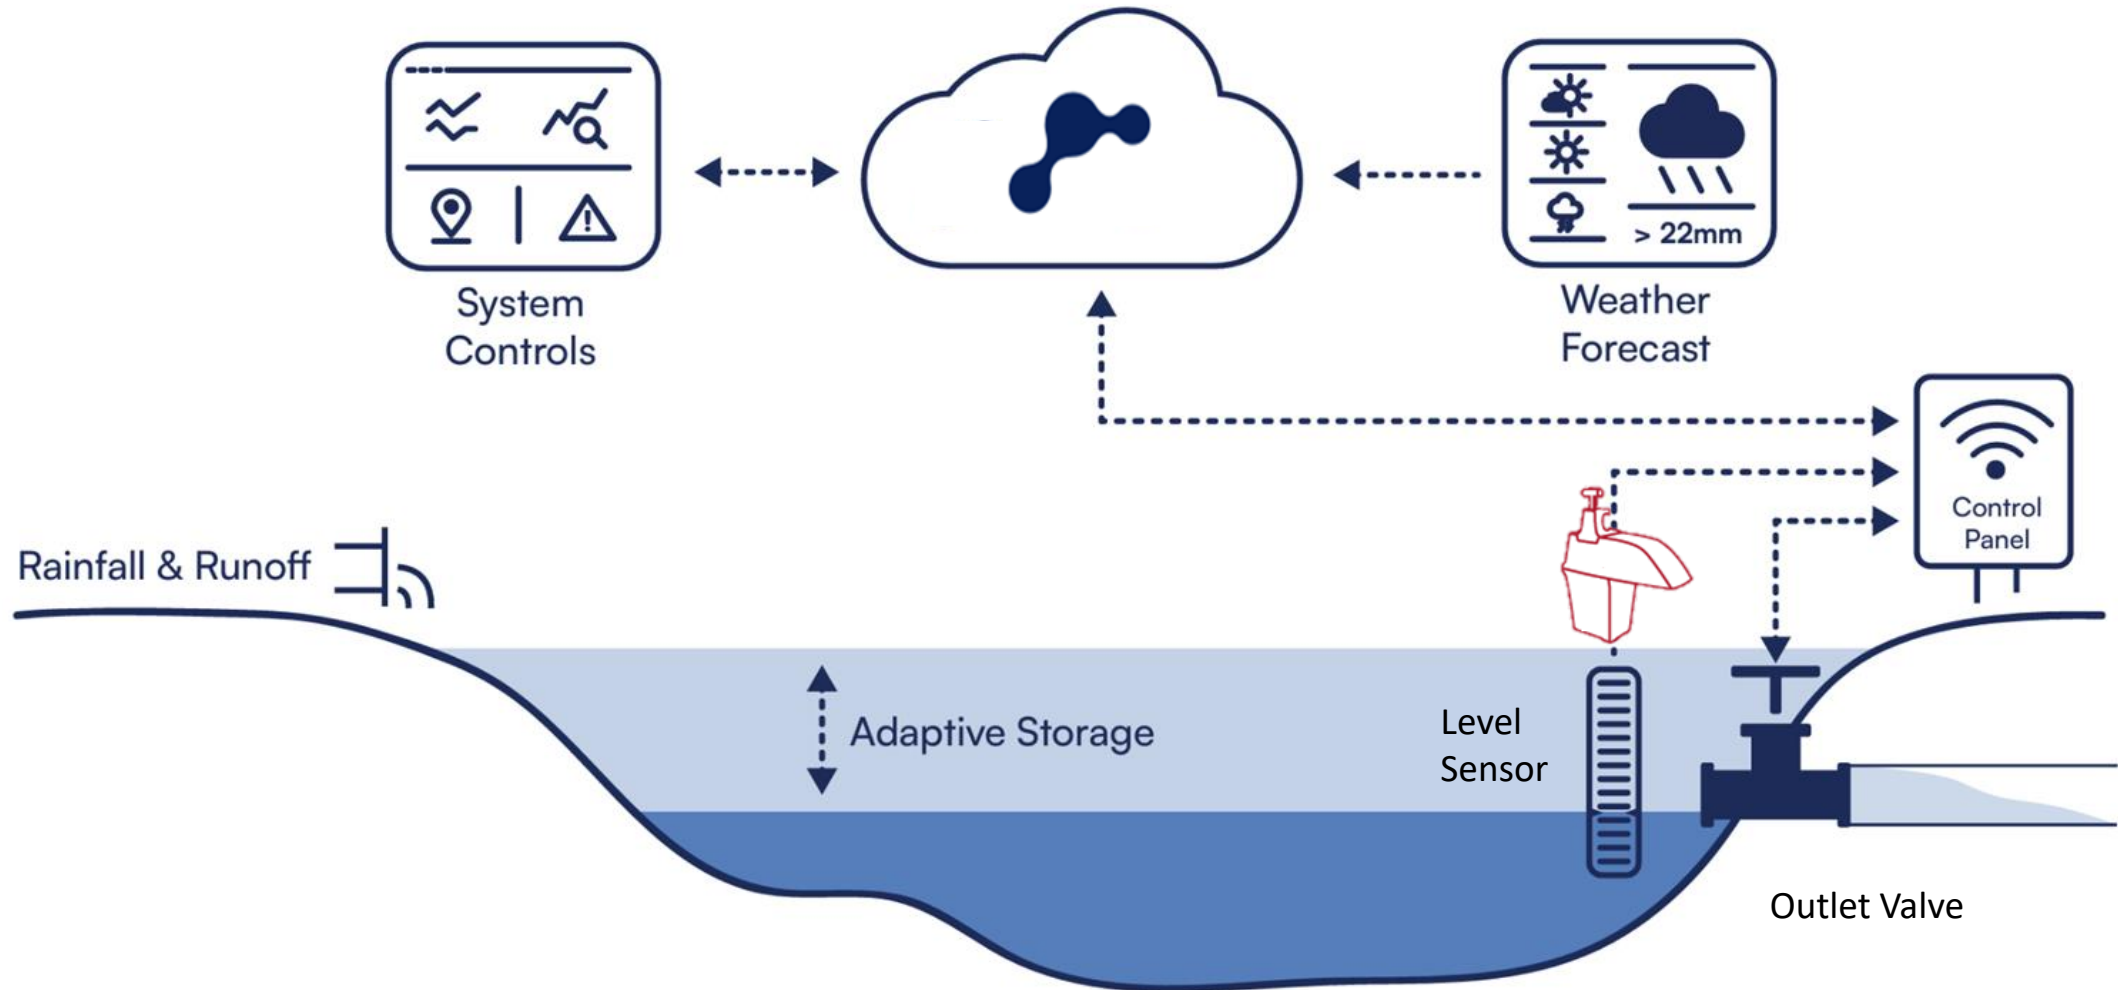 > 22mm
System
Controls
Weather
Forecast
Control
Panel
Rainfall & Runoff
Adaptive Storage
Level
Sensor
Outlet Valve